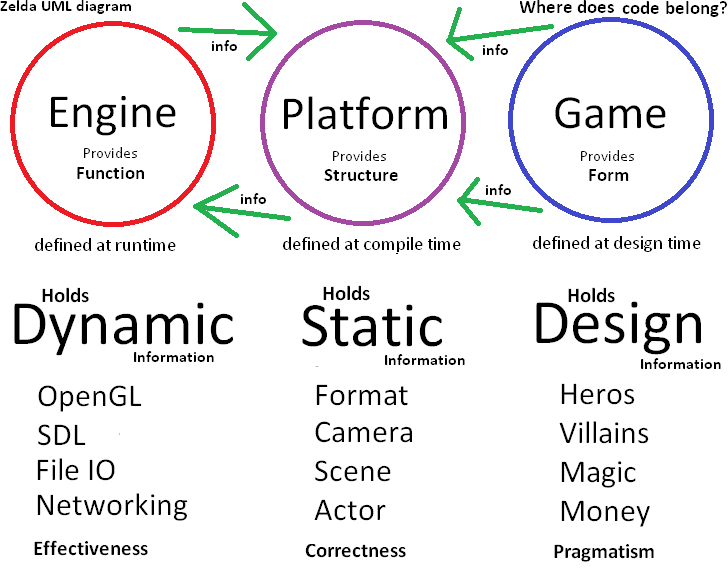 Zelda UML diagram
Where does code belong?
info
info
Engine
Provides
Function
Platform
Provides
Structure
Game
Provides
Form
info
info
defined at runtime
defined at compile time
defined at design time
Holds
Dynamic
Information
Holds
Static
Information
Holds
Design
Information
OpenGL
SDL
File IO
Networking
Effectiveness
Format
Camera
Scene
Actor
Correctness
Heros
Villains
Magic
Money
Pragmatism